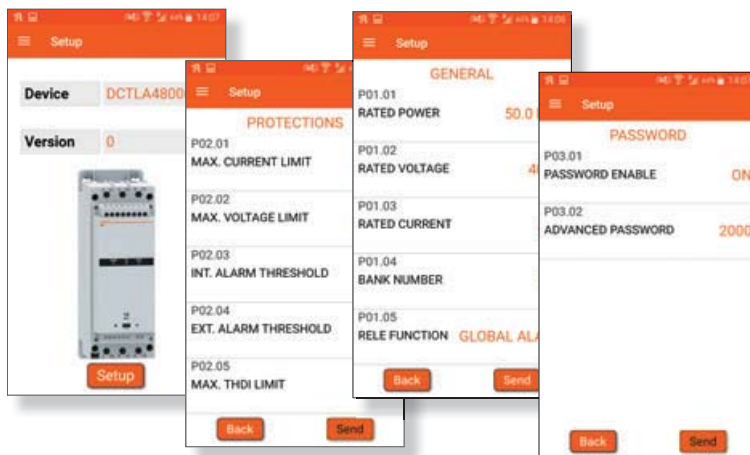 14:07
Setup
Device DCTLA4800
Version 0
Setup
Setup
PROTECTIONS
P02.01
MAX. CURRENT LIMIT
P02.02
MAX. VOLTAGE LIMIT
P02.03
INT. ALARM THRESHOLD
P02.04
EXT. ALARM THRESHOLD
P02.05
MAX. THDI LIMIT
Back Send
Setup
GENERAL
P01.01
RATED POWER 50.0
P01.02
RATED VOLTAGE
P01.03
RATED CURRENT
P01.04
BANK NUMBER
P01.05
RELE FUNCTION GLOBAL ALA
Back Send
Setup
PASSWORD
P03.01
PASSWORD ENABLE ON
P03.02
ADVANCED PASSWORD 2000
Back Send